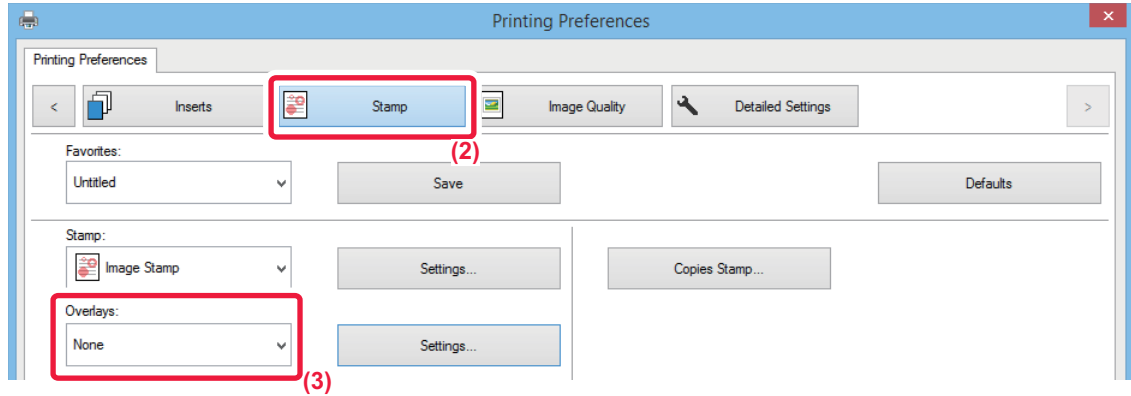 Printing Preferences
Printing Preferences
< Inserts Stamp Image Quality Detailed Settings >
(2)
Favorites:
Untitled Save Defaults
Stamp:
Image Stamp Settings... Copies Stamp...
Overlays:
None Settings...
(3)